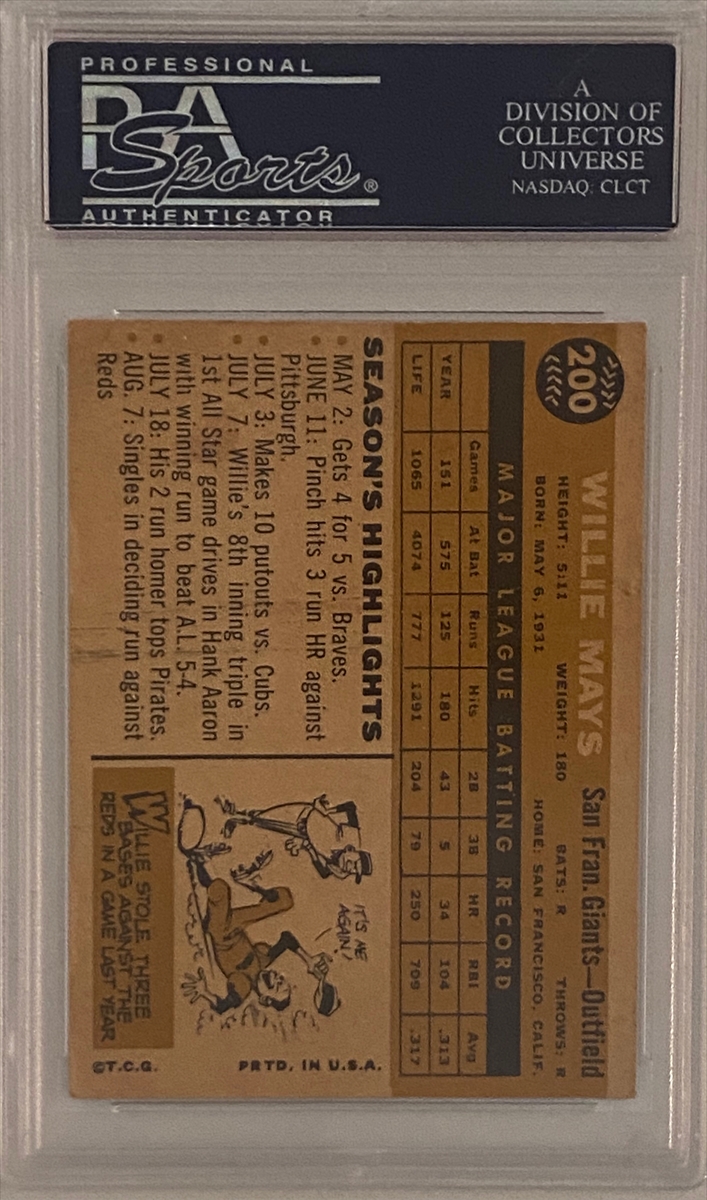 PROFESSIONAL
PSA
Sports®
AUTHENTICATOR
A
DIVISION OF
COLLECTORS
UNIVERSE
NASDAQ: CLCT
200
WILLIE MAYS San Fran. Giants—Outfield
HEIGHT: 5:11 WEIGHT: 180 BATS: R THROWS: R
BORN: MAY 6, 1931 HOME: SAN FRANCISCO, CALIF.
MAJOR LEAGUE BATTING RECORD
Games At Bat Runs Hits 2B 3B HR RBI Avg
YEAR 151 575 125 180 43 5 34 104 .313
LIFE 1065 4074 777 1291 204 79 250 709 .317
SEASON'S HIGHLIGHTS
• MAY 2: Gets 4 for 5 vs. Braves.
• JUNE 11: Pinch hits 3 run HR against
Pittsburgh.
• JULY 3: Makes 10 putouts vs. Cubs.
• JULY 7: Willie's 8th inning triple in
1st All Star game drives in Hank Aaron
with winning run to beat A.L. 5-4.
• JULY 18: His 2 run homer tops Pirates.
• AUG. 7: Singles in deciding run against
Reds
IT'S ME
AGAIN!
WILLIE STOLE THREE
BASES AGAINST THE
REDS IN A GAME LAST YEAR
©T.C.G. PRTD. IN U.S.A.